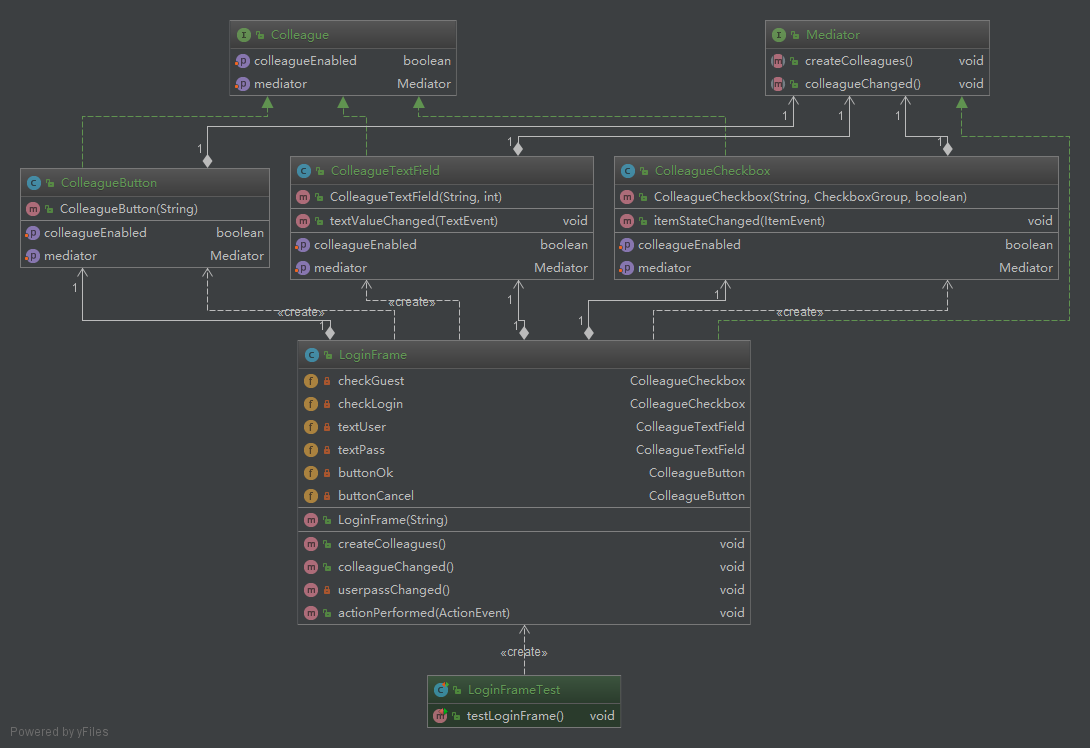 Colleague
colleagueEnabled boolean
mediator Mediator
Mediator
createColleagues() void
colleagueChanged() void
1 1 1
1 1 1
ColleagueButton
ColleagueButton(String)
colleagueEnabled boolean
mediator Mediator
ColleagueTextField
ColleagueTextField(String, int)
textValueChanged(TextEvent) void
colleagueEnabled boolean
mediator Mediator
ColleagueCheckbox
ColleagueCheckbox(String, CheckboxGroup, boolean)
itemStateChanged(ItemEvent) void
colleagueEnabled boolean
mediator Mediator
1 1 1
«create» «create» «create»
1 1 1
LoginFrame
checkGuest ColleagueCheckbox
checkLogin ColleagueCheckbox
textUser ColleagueTextField
textPass ColleagueTextField
buttonOk ColleagueButton
buttonCancel ColleagueButton
LoginFrame(String)
createColleagues() void
colleagueChanged() void
userpassChanged() void
actionPerformed(ActionEvent) void
«create»
LoginFrameTest
testLoginFrame() void
Powered by yFiles